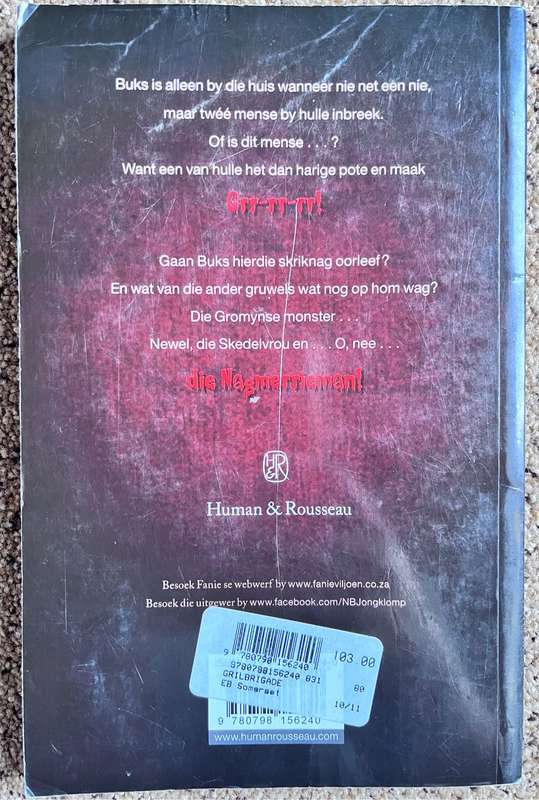 Buks is alleen by die huis wanneer nie net een nie,
maar twéé mense by hulle inbreek.
Of is dit mense . . . ?
Want een van hulle het dan harige pote en maak
Grr-rr-rr!
Gaan Buks hierdie skriknag oorleef?
En wat van die ander gruwels wat nog op hom wag?
Die Gromynse monster . . .
Newel, die Skedelvrou en . . . O, nee . . .
die Nagmerrieman!
H&R
Human & Rousseau
Besoek Fanie se webwerf by www.fanieviljoen.co.za
Besoek die uitgewer by www.facebook.com/NBJongklomp
9 780798 156240
103.00
9780798156240 831
GRILBRIGADE
80
EB Somerset
10/11
9 780798 156240
www.humanrousseau.com